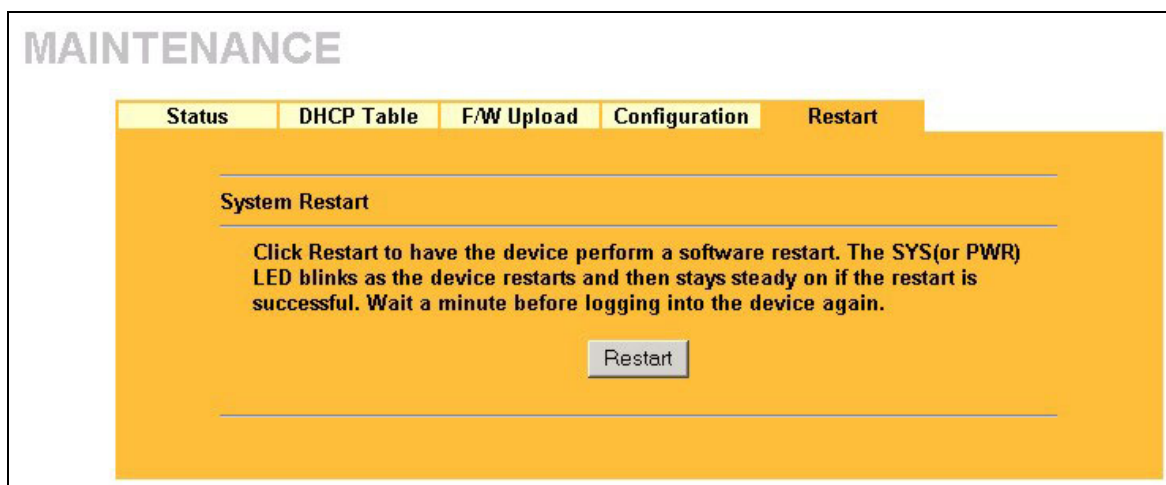 MAINTENANCE
Status DHCP Table F/W Upload Configuration Restart
System Restart
Click Restart to have the device perform a software restart. The SYS(or PWR)
LED blinks as the device restarts and then stays steady on if the restart is
successful. Wait a minute before logging into the device again.
Restart